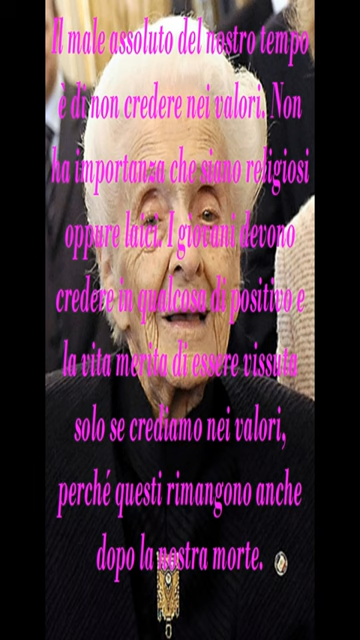 Il male assoluto del nostro tempo
è di non credere nei valori. Non
ha importanza che siano religiosi
oppure laici. I giovani devono
credere in qualcosa di positivo e
la vita merita di essere vissuta
solo se crediamo nei valori,
perché questi rimangono anche
dopo la nostra morte.